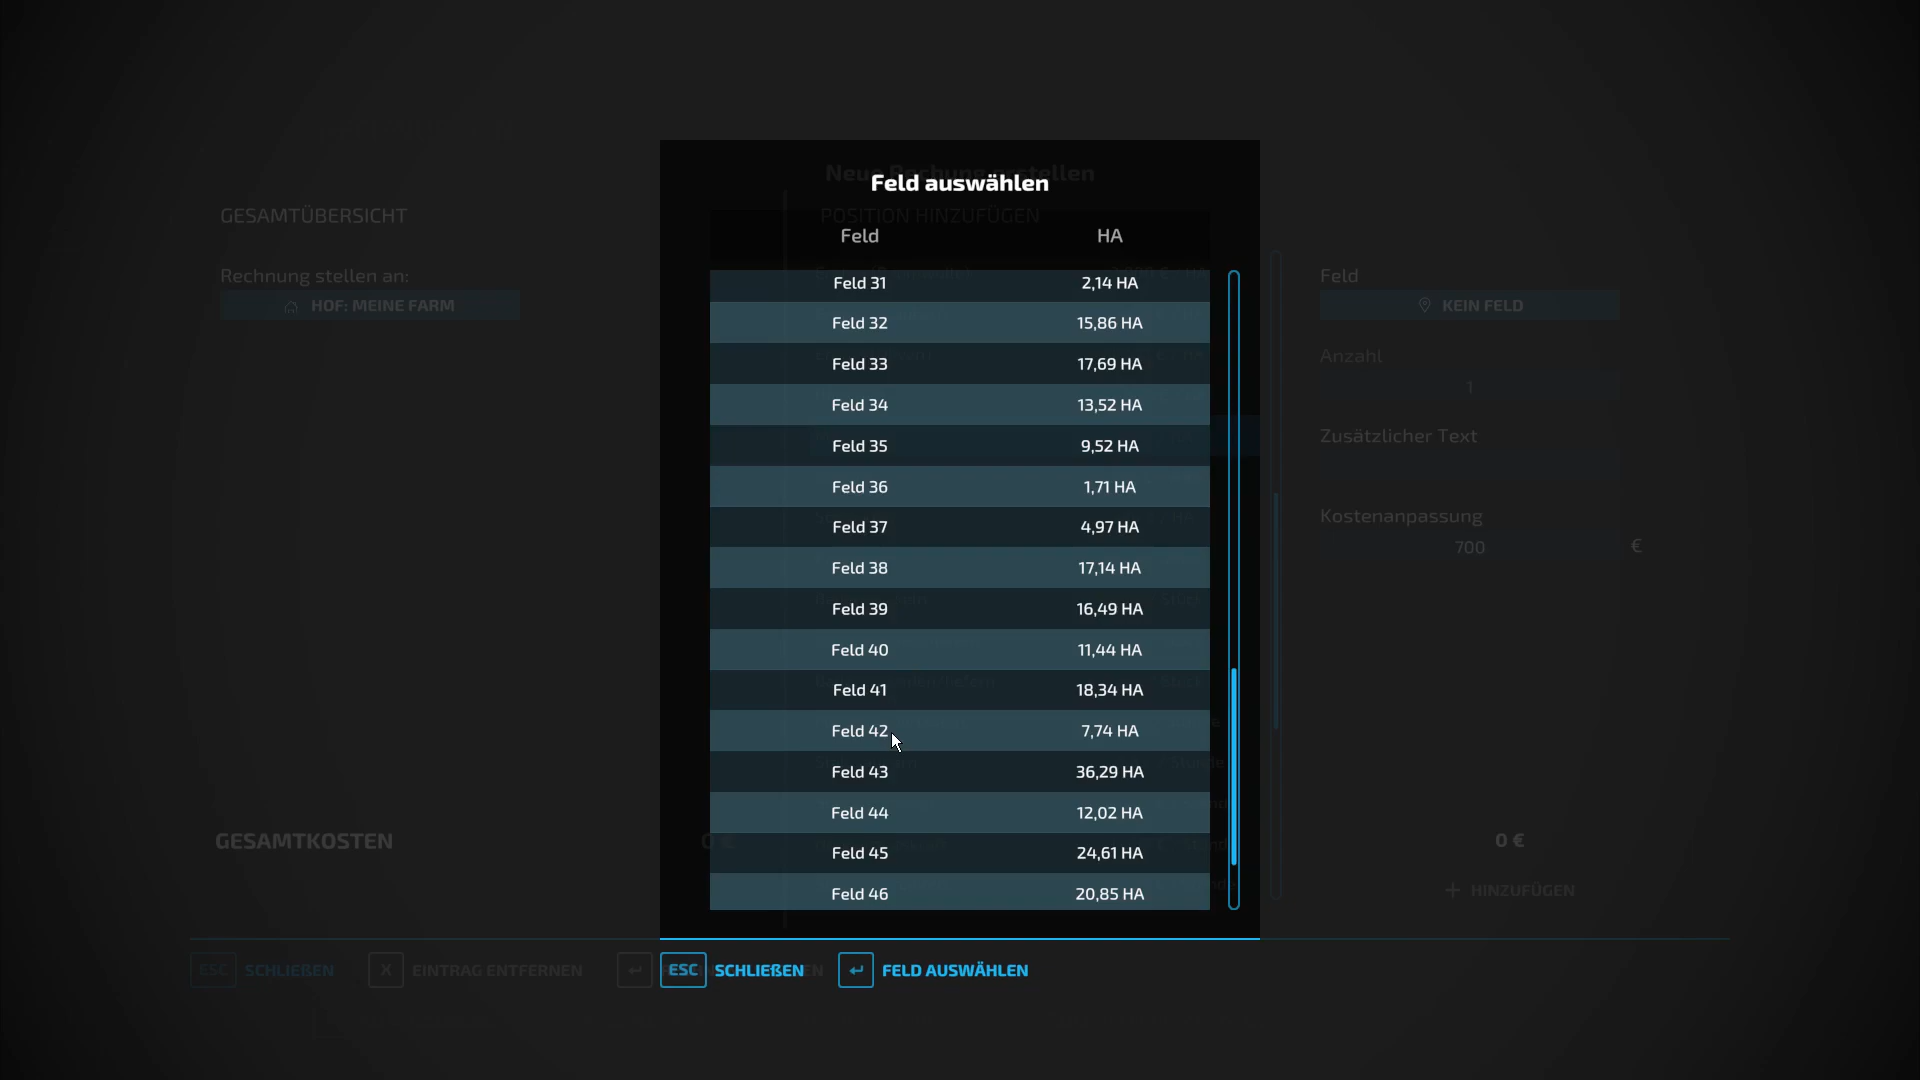 Neue Rechung erstellen
Feld auswählen
GESAMTÜBERSICHT
POSITION HINZUFÜGEN
Feld HA
Rechnung stellen an:
HOF: MEINE FARM
Feld
KEIN FELD
Anzahl
1
Zusätzlicher Text
Kostenanpassung
700 €
Feld 31 2,14 HA
Feld 32 15,86 HA
Feld 33 17,69 HA
Feld 34 13,52 HA
Feld 35 9,52 HA
Feld 36 1,71 HA
Feld 37 4,97 HA
Feld 38 17,14 HA
Feld 39 16,49 HA
Feld 40 11,44 HA
Feld 41 18,34 HA
Feld 42 7,74 HA
Feld 43 36,29 HA
Feld 44 12,02 HA
Feld 45 24,61 HA
Feld 46 20,85 HA
GESAMTKOSTEN 0 €
0 €
+ HINZUFÜGEN
ESC SCHLIEẞEN X EINTRAG ENTFERNEN
ESC SCHLIEẞEN FELD AUSWÄHLEN